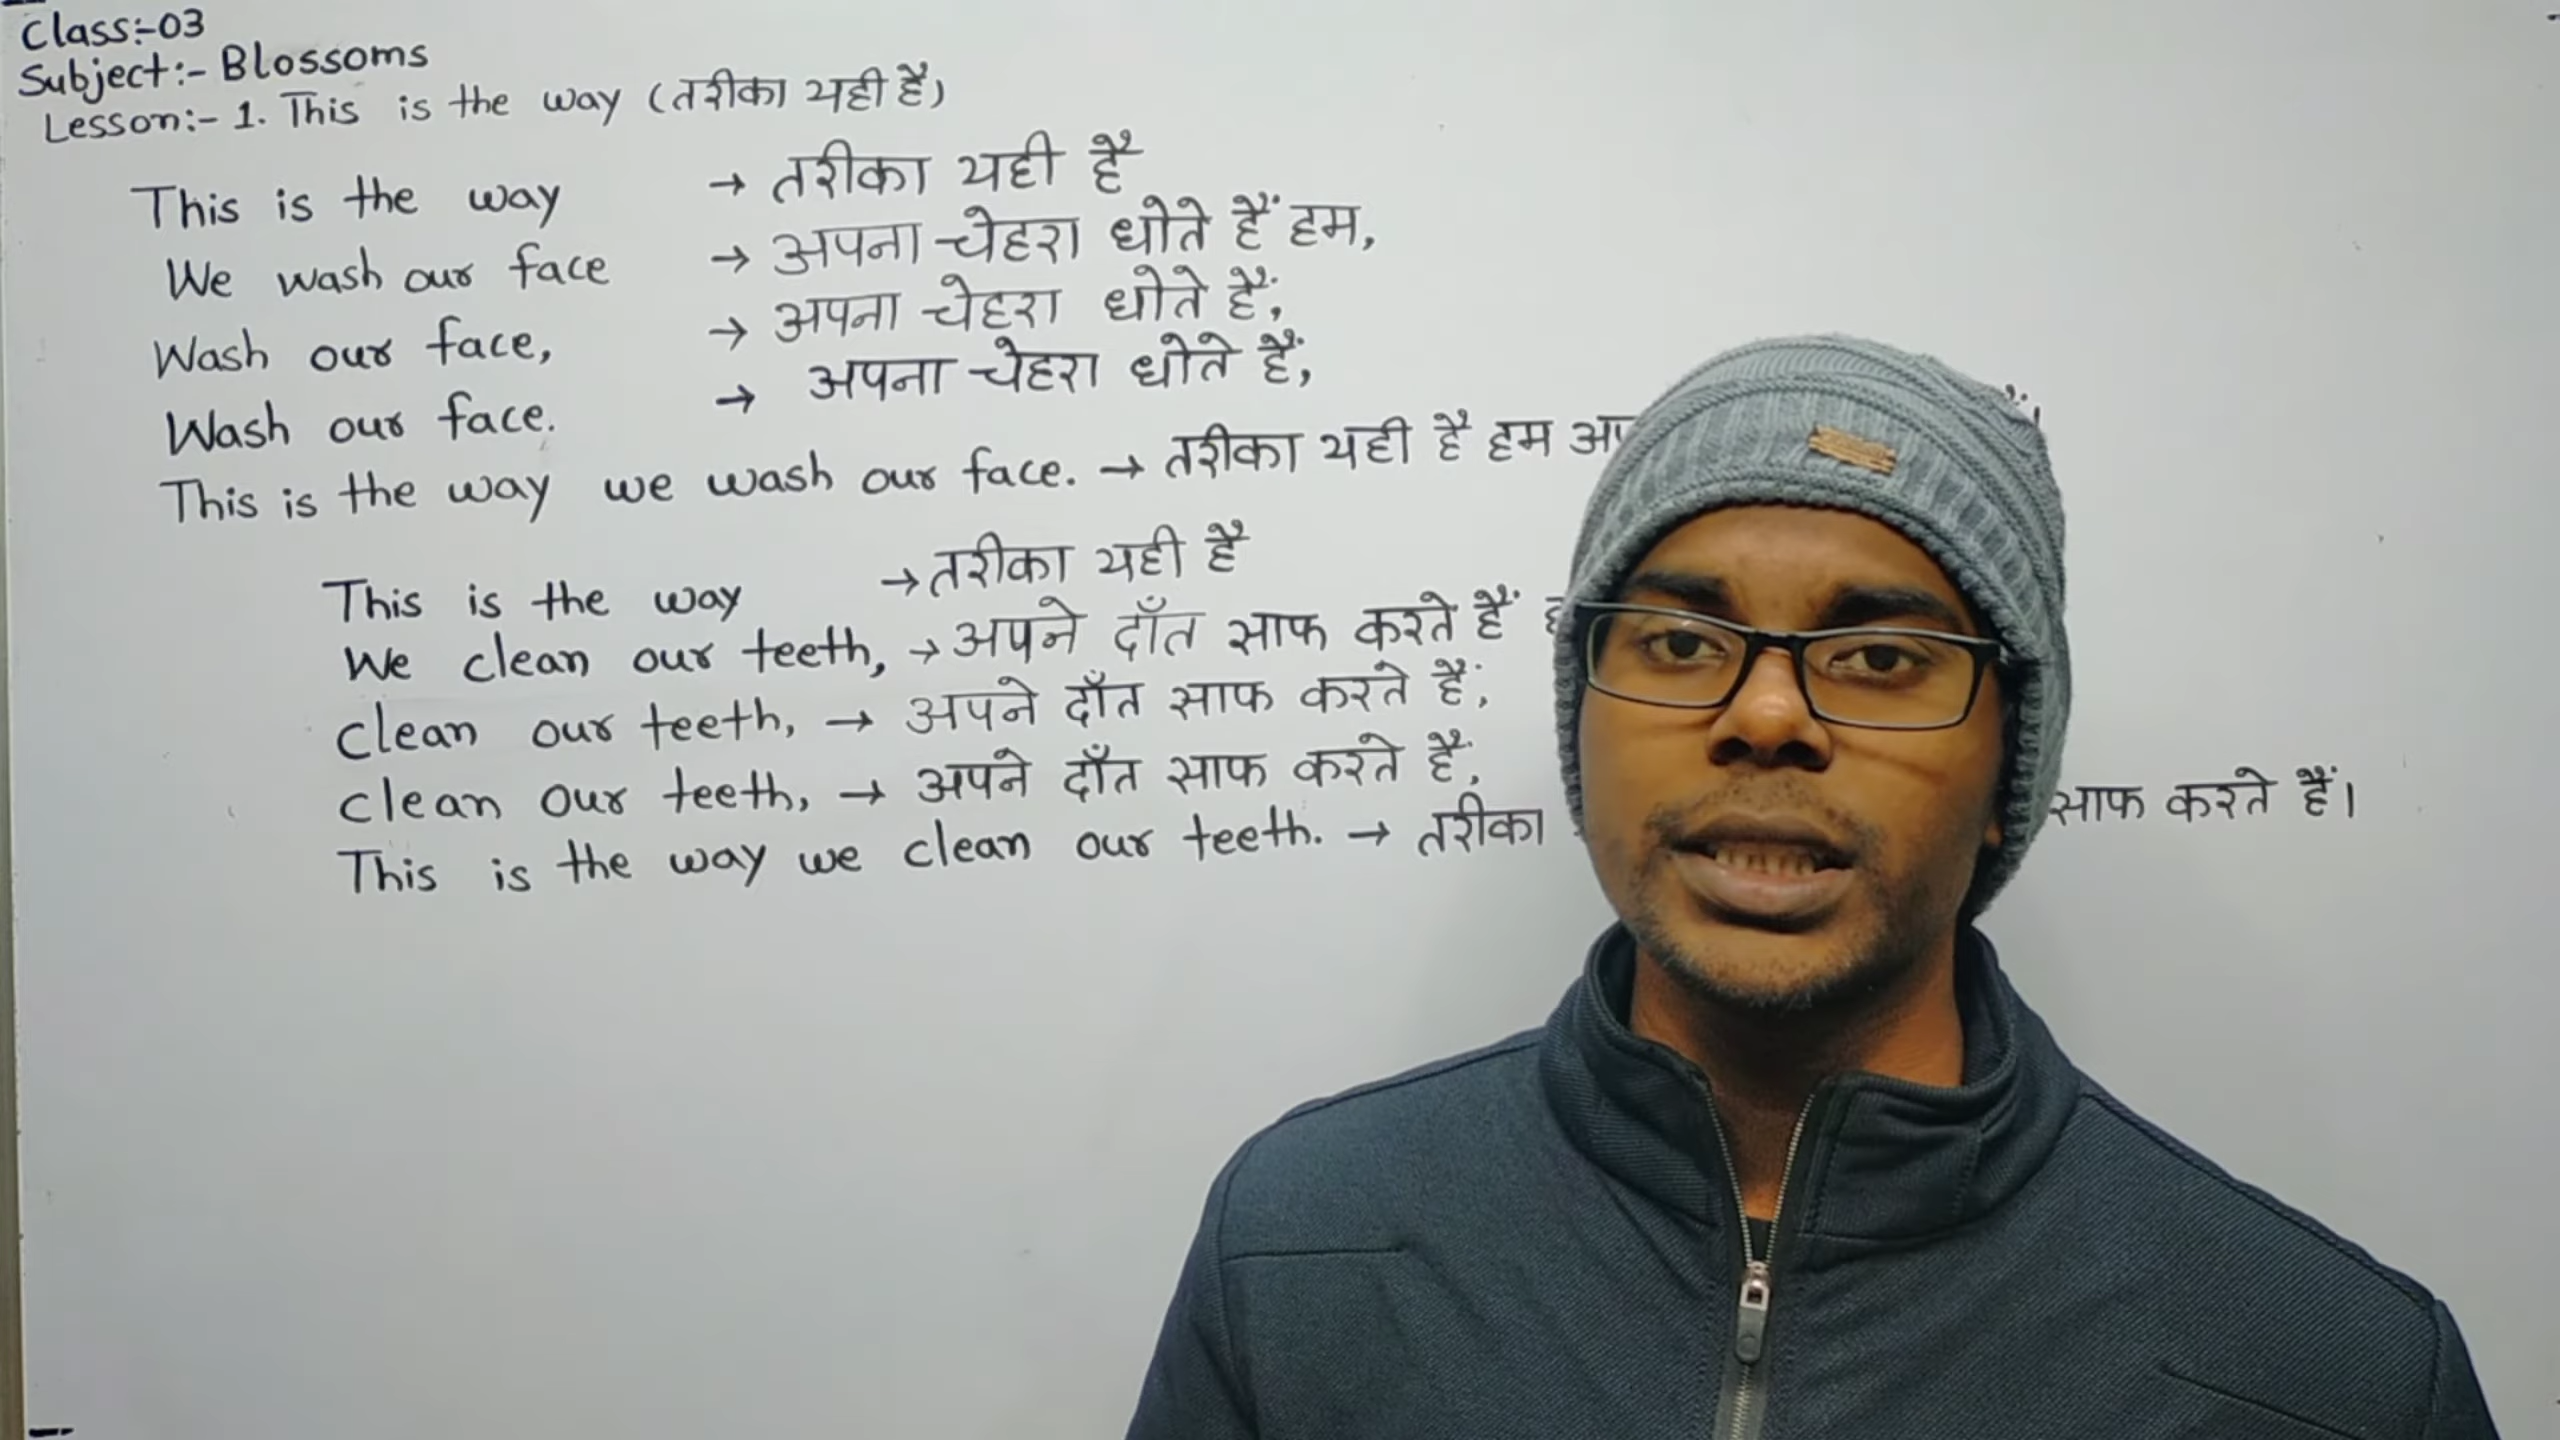 Class:-03
Subject:- Blossoms
Lesson:- 1. This is the way (तरीका यही है)
This is the way → तरीका यही है
We wash our face → अपना चेहरा धोते हैं हम,
Wash our face, → अपना चेहरा धोते हैं,
Wash our face. → अपना चेहरा धोते हैं,
This is the way we wash our face. → तरीका यही है हम
This is the way → तरीका यही है
We clean our teeth, → अपने दाँत साफ करते हैं
clean our teeth, → अपने दाँत साफ करते हैं,
clean our teeth, → अपने दाँत साफ करते हैं,
This is the way we clean our teeth. → तरीका साफ करते हैं।